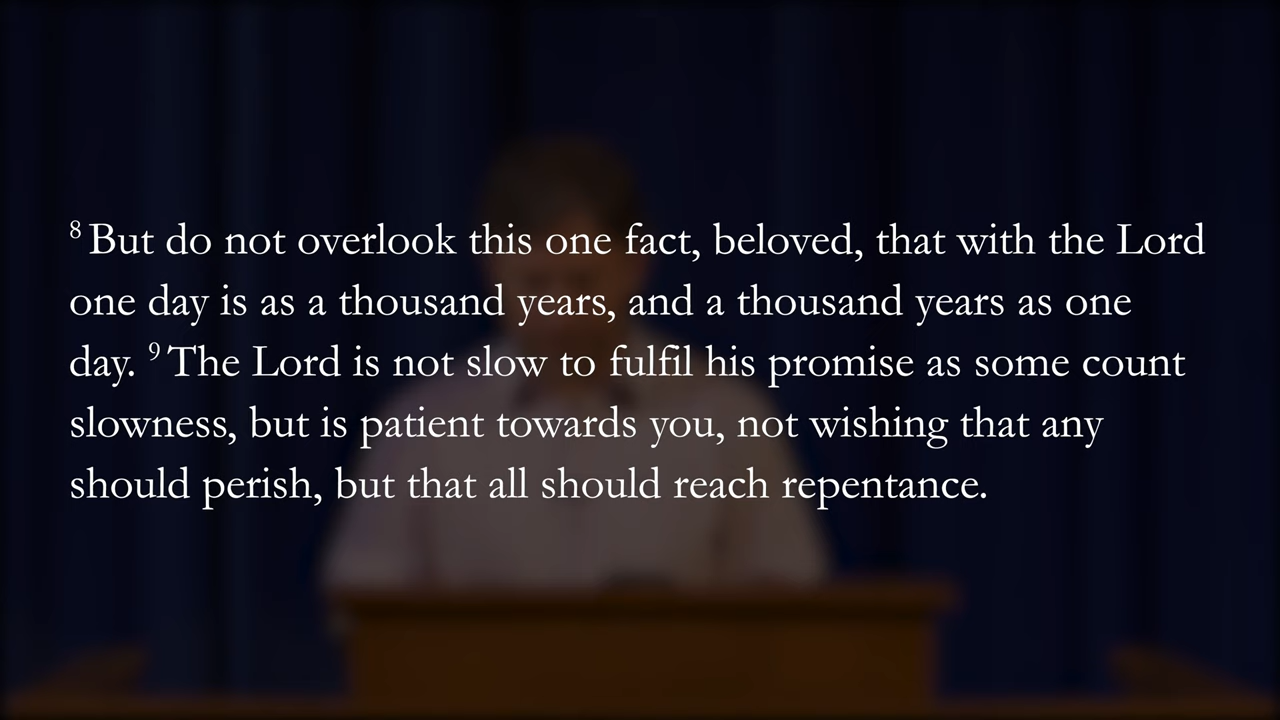 ⁸ But do not overlook this one fact, beloved, that with the Lord
one day is as a thousand years, and a thousand years as one
day. ⁹ The Lord is not slow to fulfil his promise as some count
slowness, but is patient towards you, not wishing that any
should perish, but that all should reach repentance.